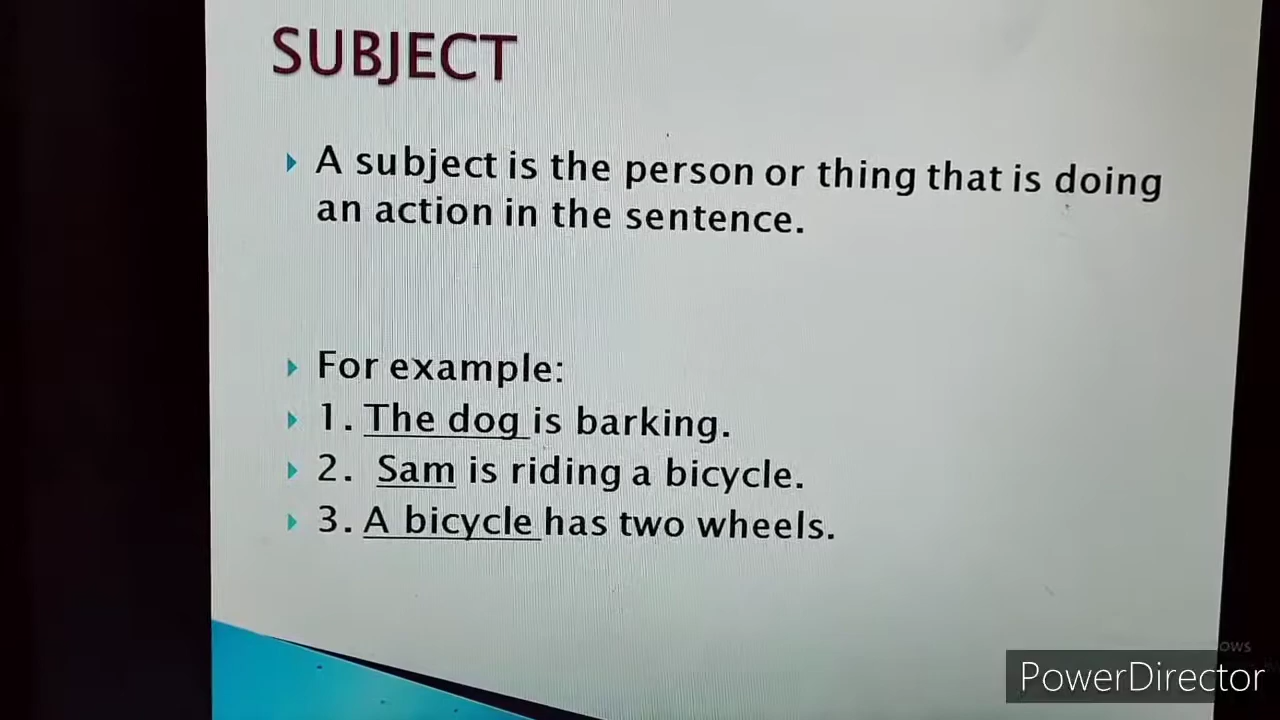 SUBJECT
A subject is the person or thing that is doing
an action in the sentence.
For example:
1. The dog is barking.
2. Sam is riding a bicycle.
3. A bicycle has two wheels.
PowerDirector